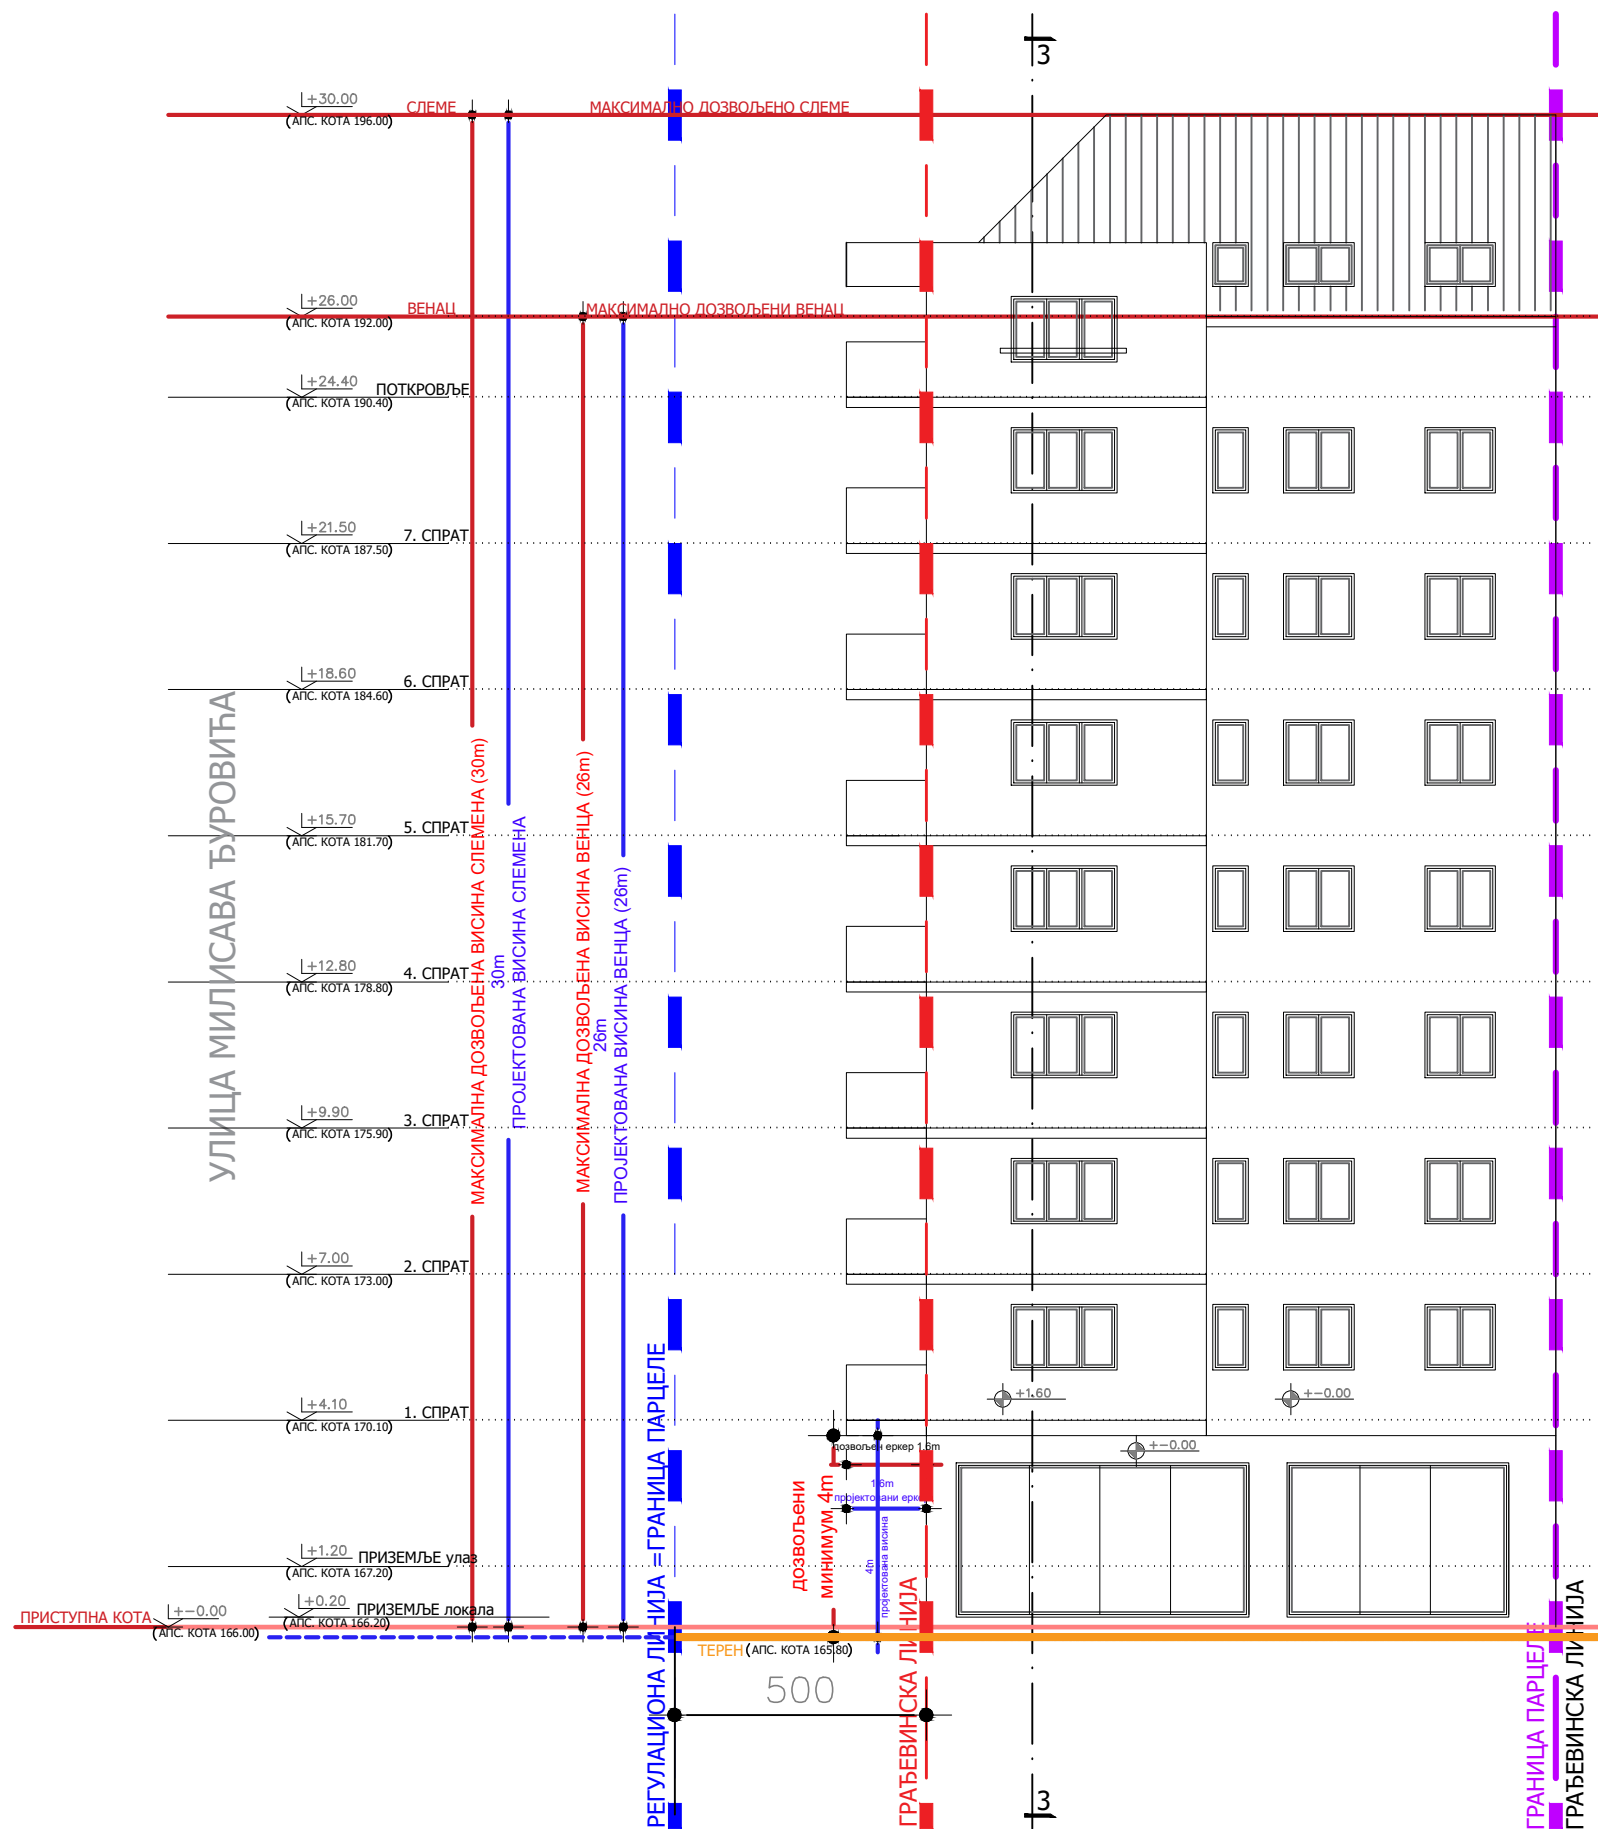 3
+30.00
(АПС. КОТА 196.00)
СЛЕМЕ
МАКСИМАЛНО ДОЗВОЉЕНО СЛЕМЕ
+26.00
(АПС. КОТА 192.00)
ВЕНАЦ
МАКСИМАЛНО ДОЗВОЉЕНИ ВЕНАЦ
+24.40
(АПС. КОТА 190.40)
ПОТКРОВЉЕ
+21.50
(АПС. КОТА 187.50)
7. СПРАТ
+18.60
(АПС. КОТА 184.60)
6. СПРАТ
+15.70
(АПС. КОТА 181.70)
5. СПРАТ
+12.80
(АПС. КОТА 178.80)
4. СПРАТ
+9.90
(АПС. КОТА 175.90)
3. СПРАТ
+7.00
(АПС. КОТА 173.00)
2. СПРАТ
+4.10
(АПС. КОТА 170.10)
1. СПРАТ
+1.20
(АПС. КОТА 167.20)
ПРИЗЕМЉЕ улаз
+0.20
(АПС. КОТА 166.20)
ПРИЗЕМЉЕ локала
ПРИСТУПНА КОТА
+-0.00
(АПС. КОТА 166.00)
УЛИЦА МИЛИСАВА ЂУРОВИЋА
МАКСИМАЛНА ДОЗВОЉЕНА ВИСИНА СЛЕМЕНА (30m)
30m
ПРОЈЕКТОВАНА ВИСИНА СЛЕМЕНА
МАКСИМАЛНА ДОЗВОЉЕНА ВИСИНА ВЕНЦА (26m)
26m
ПРОЈЕКТОВАНА ВИСИНА ВЕНЦА (26m)
РЕГУЛАЦИОНА ЛИНИЈА =ГРАНИЦА ПАРЦЕЛЕ
дозвољени
минимум 4m
дозвољен еркер 1.6m
1.6m
пројектовани еркер
4m
пројектована висина
+1.60
+-0.00
+-0.00
ТЕРЕН (АПС. КОТА 165.80)
500
ГРАЂЕВИНСКА ЛИНИЈА
ГРАНИЦА ПАРЦЕЛЕ
ГРАЂЕВИНСКА ЛИНИЈА
3